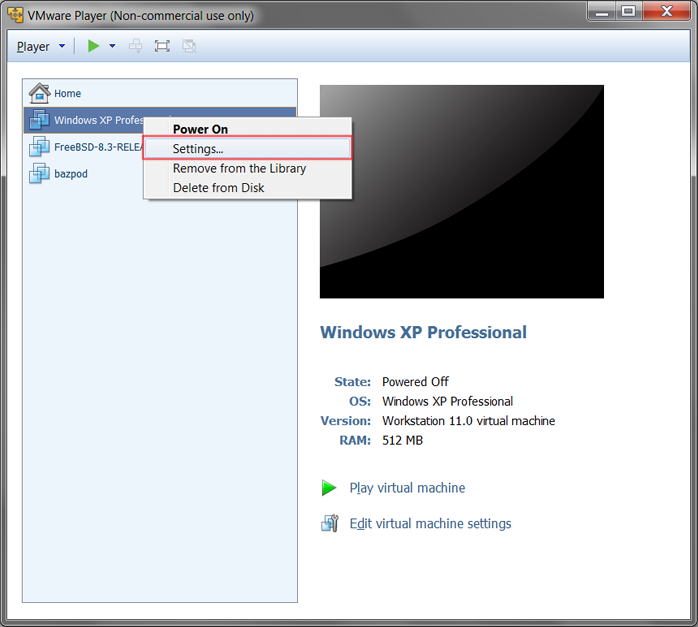 VMware Player (Non-commercial use only)
Player
Home
Windows XP Profes
Power On
Settings...
FreeBSD-8.3-RELEA
Remove from the Library
bazpod
Delete from Disk
Windows XP Professional
State: Powered Off
OS: Windows XP Professional
Version: Workstation 11.0 virtual machine
RAM: 512 MB
Play virtual machine
Edit virtual machine settings